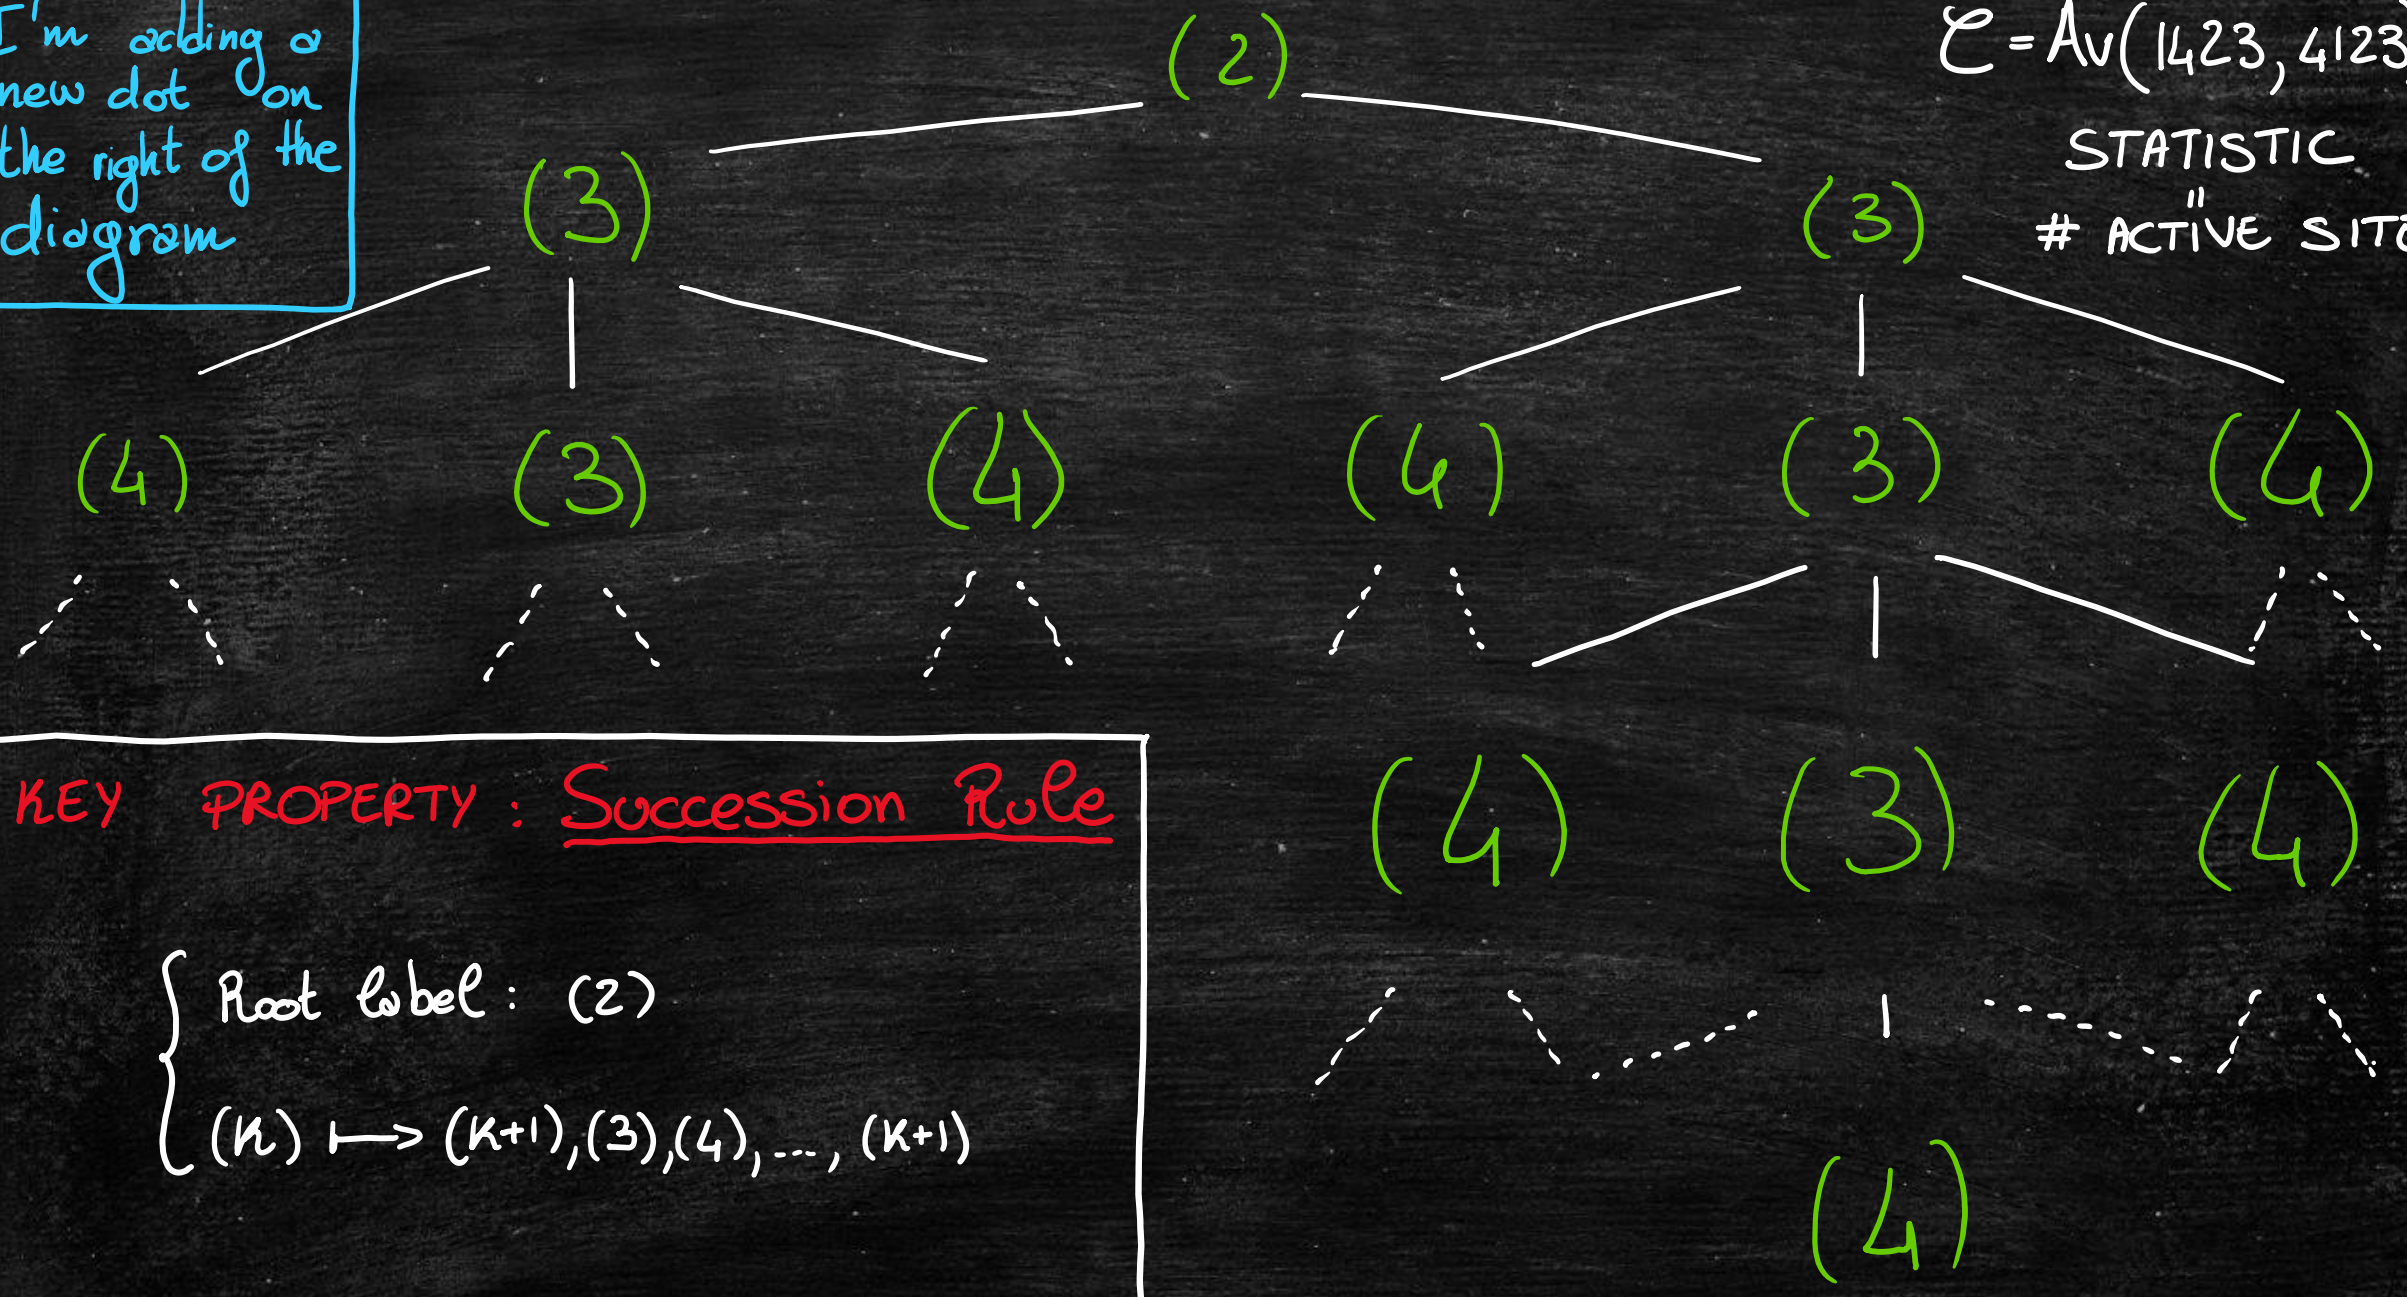 I'm adding a
new dot on
the right of the
diagram
(2)
C = Av(1423, 4123
STATISTIC
=
# ACTIVE SITE
(3)
(3)
(4)
(3)
(4)
(4)
(3)
(4)
(4)
(3)
(4)
(4)
KEY PROPERTY: Succession Rule
Root label: (2)
(K) ↦ (K+1),(3),(4),..., (K+1)